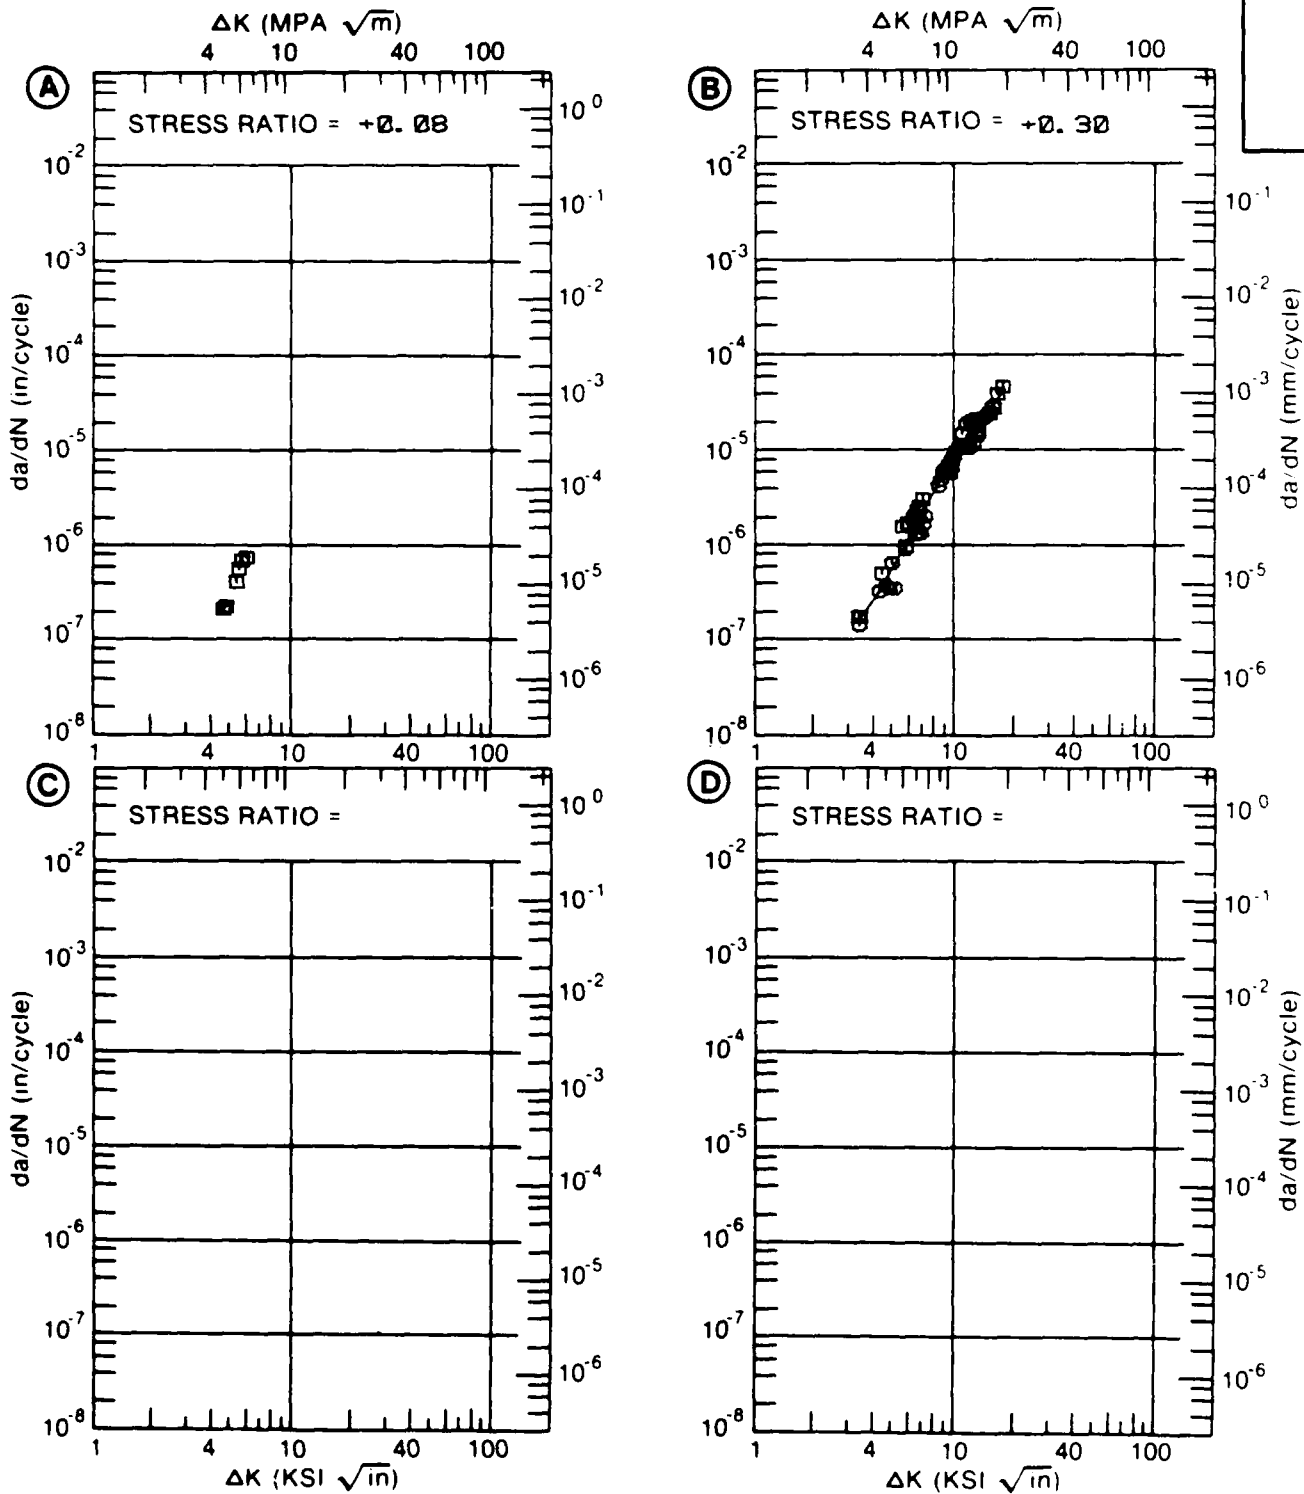 ΔK (MPA √m)
4 10 40 100
A
STRESS RATIO = +0.08
10^0
10^-2
10^-1
10^-3
10^-2
10^-4
10^-3
10^-5
10^-4
10^-6
10^-5
10^-7
10^-6
10^-8
1 4 10 40 100
da/dN (in/cycle)
ΔK (MPA √m)
4 10 40 100
B
STRESS RATIO = +0.30
10^-2
10^-1
10^-3
10^-2
10^-4
10^-3
10^-5
10^-4
10^-6
10^-5
10^-7
10^-6
10^-8
1 4 10 40 100
da/dN (mm/cycle)
C
STRESS RATIO =
10^0
10^-2
10^-1
10^-3
10^-2
10^-4
10^-3
10^-5
10^-4
10^-6
10^-5
10^-7
10^-6
10^-8
1 4 10 40 100
da/dN (in/cycle)
ΔK (KSI √in)
D
STRESS RATIO =
10^0
10^-2
10^-1
10^-3
10^-2
10^-4
10^-3
10^-5
10^-4
10^-6
10^-5
10^-7
10^-6
10^-8
1 4 10 40 100
da/dN (mm/cycle)
ΔK (KSI √in)